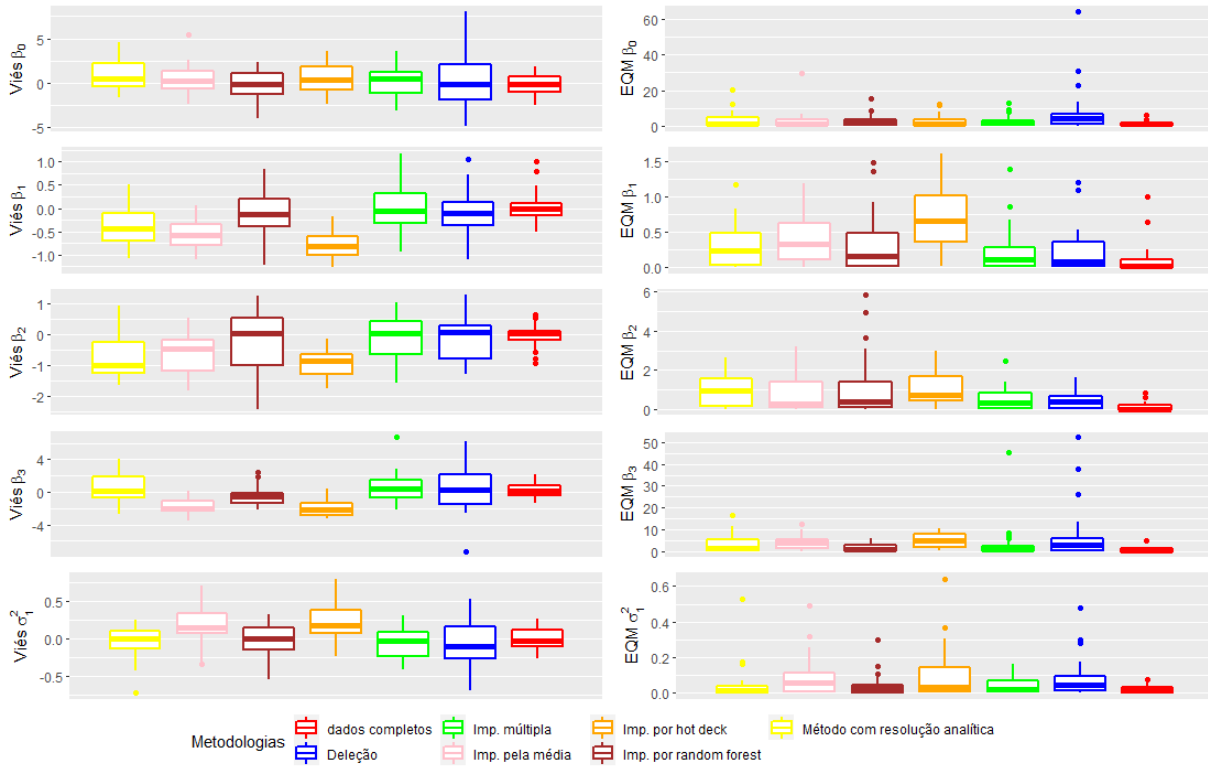 Viés β0
5
0
-5
EQM β0
60
40
20
0
Viés β1
1.0
0.5
0.0
-0.5
-1.0
EQM β1
1.5
1.0
0.5
0.0
Viés β2
1
0
-1
-2
EQM β2
6
4
2
0
Viés β3
4
0
-4
EQM β3
50
40
30
20
10
0
Viés σ²1
0.5
0.0
-0.5
EQM σ²1
0.6
0.4
0.2
0.0
Metodologias
dados completos
Deleção
Imp. múltipla
Imp. pela média
Imp. por hot deck
Imp. por random forest
Método com resolução analítica